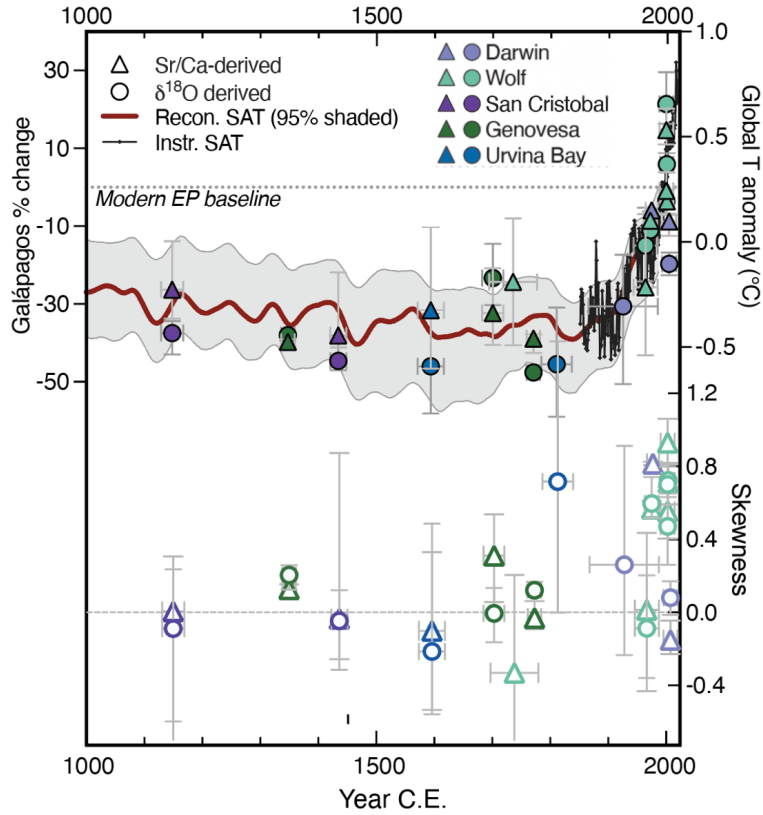 1000 1500 2000
30
10
-10
-30
-50
Galápagos % change
Sr/Ca-derived
δ18O derived
Recon. SAT (95% shaded)
Instr. SAT
Darwin
Wolf
San Cristobal
Genovesa
Urvina Bay
Modern EP baseline
1.0
0.5
0.0
-0.5
Global T anomaly (°C)
1.2
0.8
0.4
0.0
-0.4
Skewness
1000 1500 2000
Year C.E.